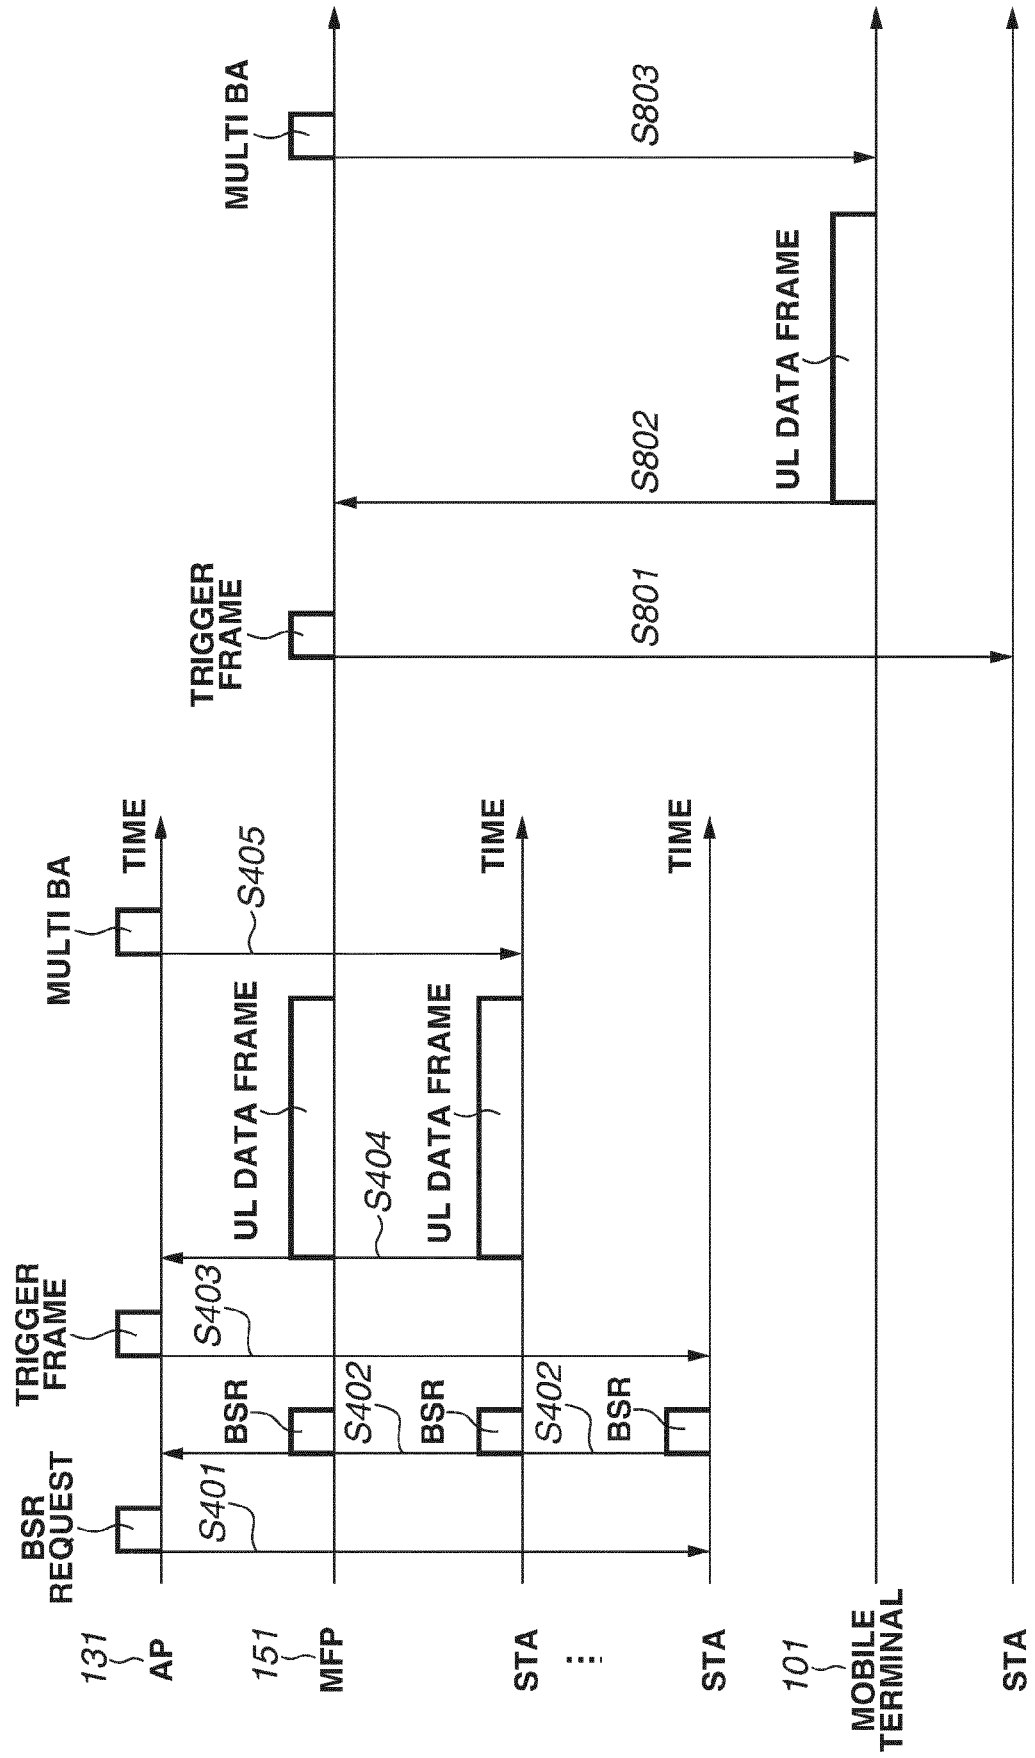 131
AP
BSR
REQUEST
TRIGGER
FRAME
MULTI BA
TIME
S401
S403
S405
151
MFP
BSR
UL DATA FRAME
TRIGGER
FRAME
MULTI BA
S402
S404
STA
BSR
UL DATA FRAME
TIME
S402
STA
BSR
TIME
S801
S802
S803
101
MOBILE
TERMINAL
UL DATA FRAME
STA